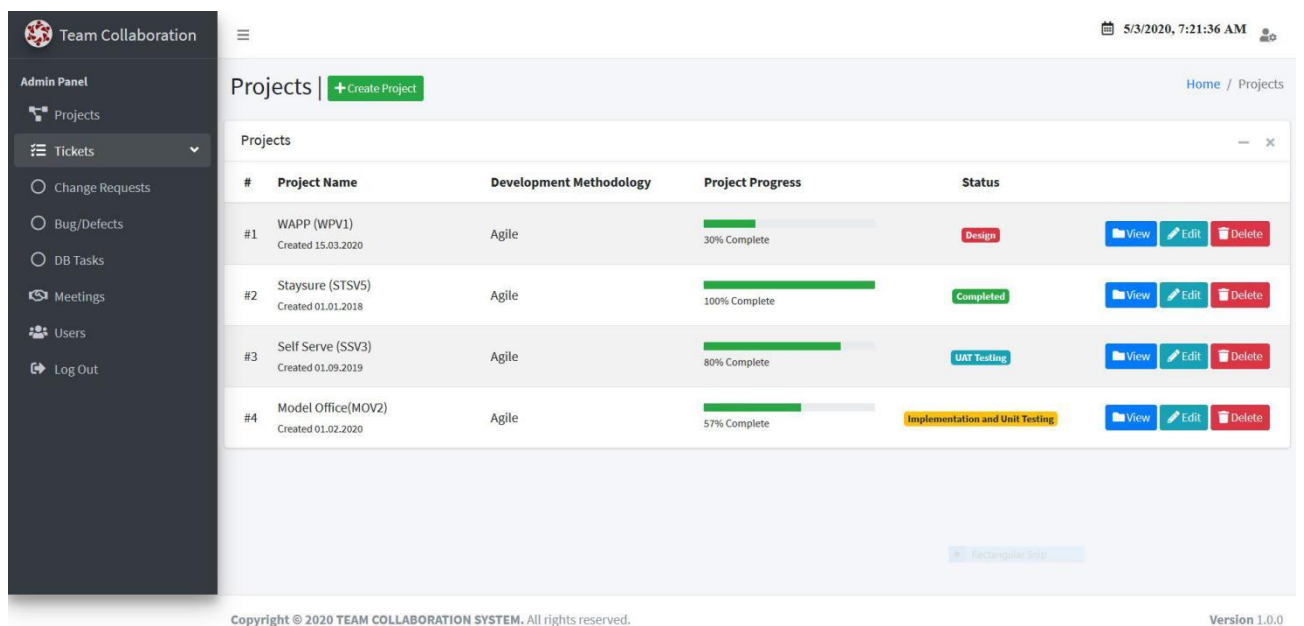 Team Collaboration
5/3/2020, 7:21:36 AM
Admin Panel
Projects
Tickets
Change Requests
Bug/Defects
DB Tasks
Meetings
Users
Log Out
Projects | +Create Project
Home / Projects
Projects
# Project Name Development Methodology Project Progress Status
#1 WAPP (WPV1) Agile 30% Complete Design View Edit Delete
Created 15.03.2020
#2 Staysure (STSV5) Agile 100% Complete Completed View Edit Delete
Created 01.01.2018
#3 Self Serve (SSV3) Agile 80% Complete UAT Testing View Edit Delete
Created 01.09.2019
#4 Model Office(MOV2) Agile 57% Complete Implementation and Unit Testing View Edit Delete
Created 01.02.2020
Rectangular Snip
Copyright © 2020 TEAM COLLABORATION SYSTEM. All rights reserved.
Version 1.0.0